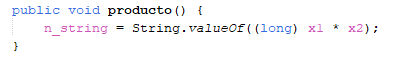 public void producto() {
n_string = String.valueOf((long) x1 * x2);
}